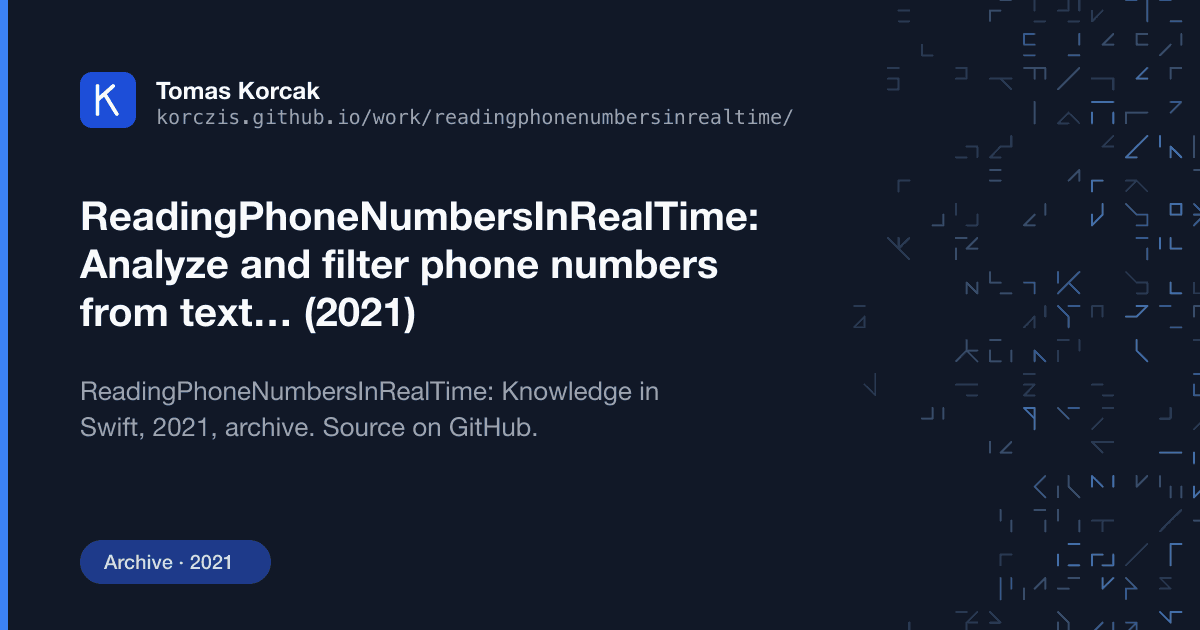 K
Tomas Korcak
korczis.github.io/work/readingphonenumbersinrealtime/
ReadingPhoneNumbersInRealTime:
Analyze and filter phone numbers
from text… (2021)
ReadingPhoneNumbersInRealTime: Knowledge in
Swift, 2021, archive. Source on GitHub.
Archive · 2021